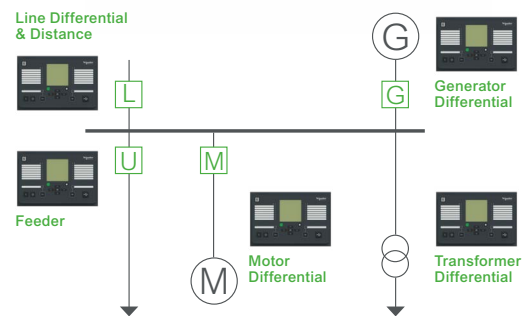 Line Differential
& Distance
G
L
G
Generator
Differential
U
M
Feeder
M
Motor
Differential
Transformer
Differential